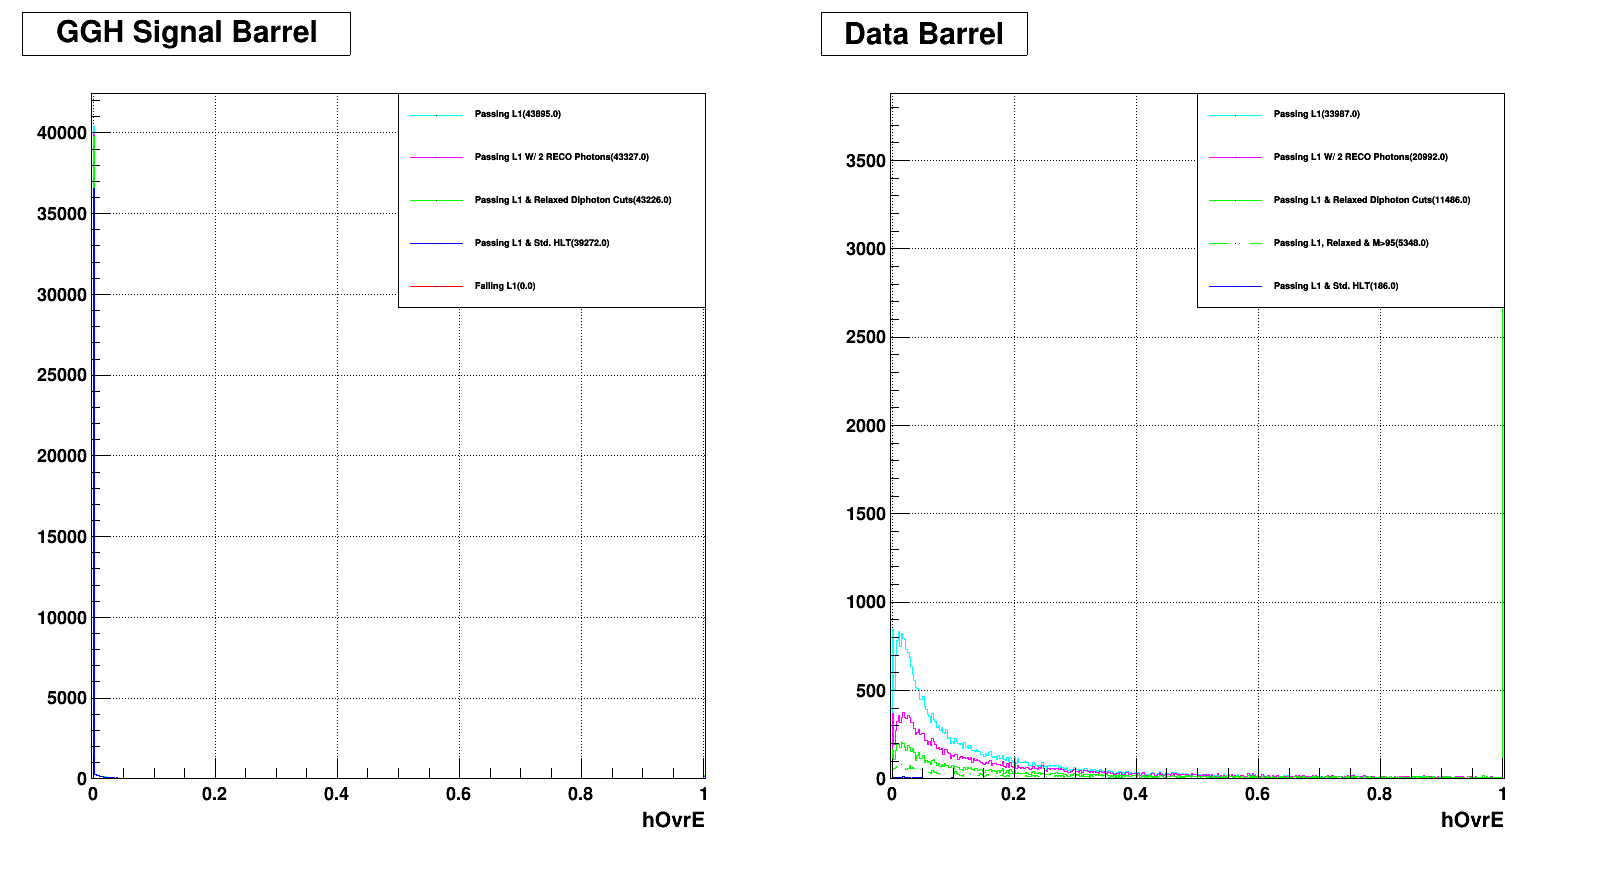 GGH Signal Barrel
Passing L1(43895.0)
Passing L1 W/ 2 RECO Photons(43327.0)
Passing L1 & Relaxed Diphoton Cuts(43226.0)
Passing L1 & Std. HLT(39272.0)
Failing L1(0.0)
40000
35000
30000
25000
20000
15000
10000
5000
0
0 0.2 0.4 0.6 0.8 1
hOvrE
Data Barrel
Passing L1(33987.0)
Passing L1 W/ 2 RECO Photons(20992.0)
Passing L1 & Relaxed Diphoton Cuts(11486.0)
Passing L1, Relaxed & M>95(5348.0)
Passing L1 & Std. HLT(186.0)
3500
3000
2500
2000
1500
1000
500
0
0 0.2 0.4 0.6 0.8 1
hOvrE